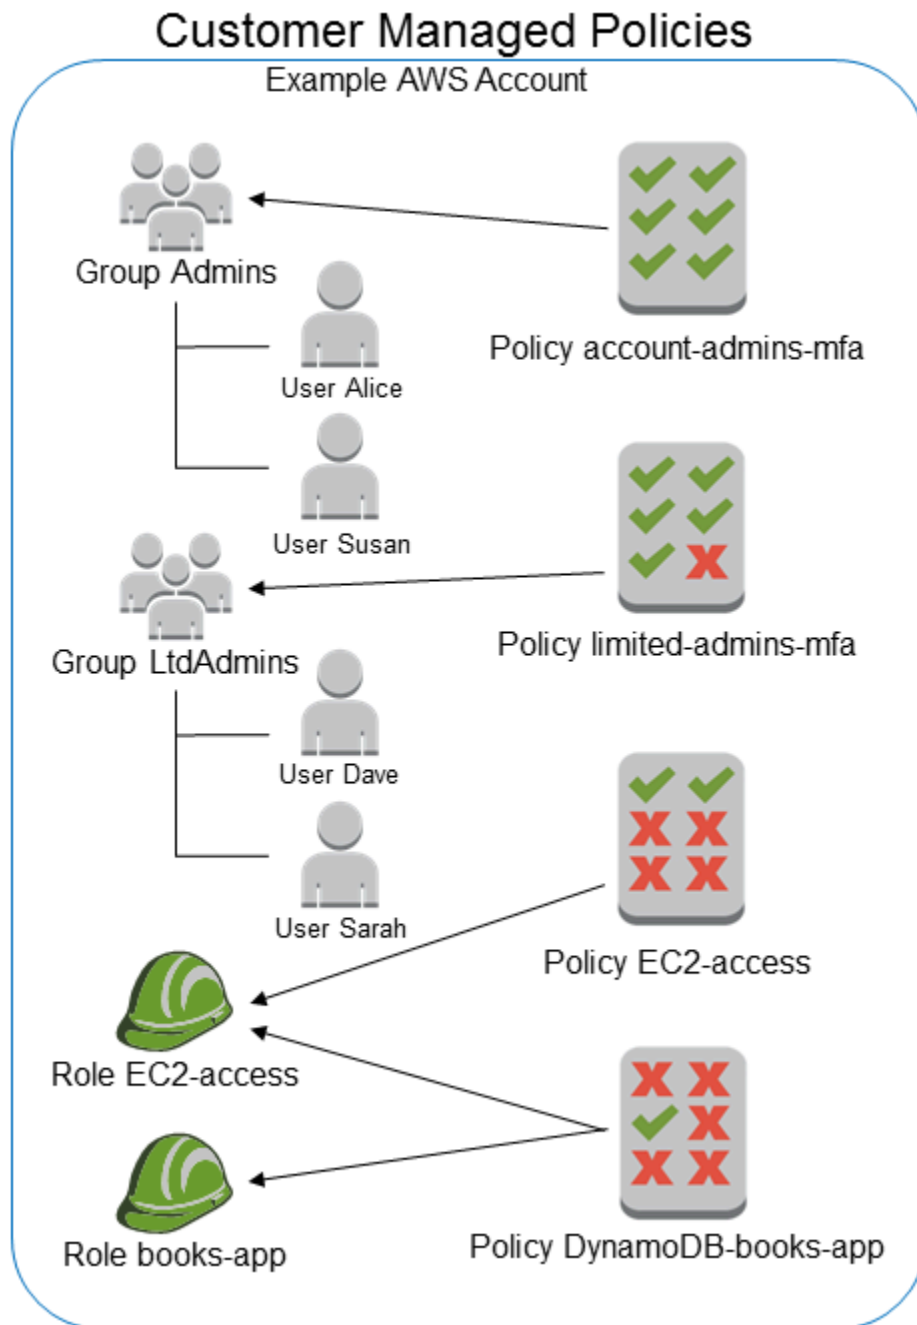 Customer Managed Policies
Example AWS Account
Group Admins
Policy account-admins-mfa
User Alice
User Susan
Group LtdAdmins
Policy limited-admins-mfa
User Dave
User Sarah
Policy EC2-access
Role EC2-access
Role books-app
Policy DynamoDB-books-app